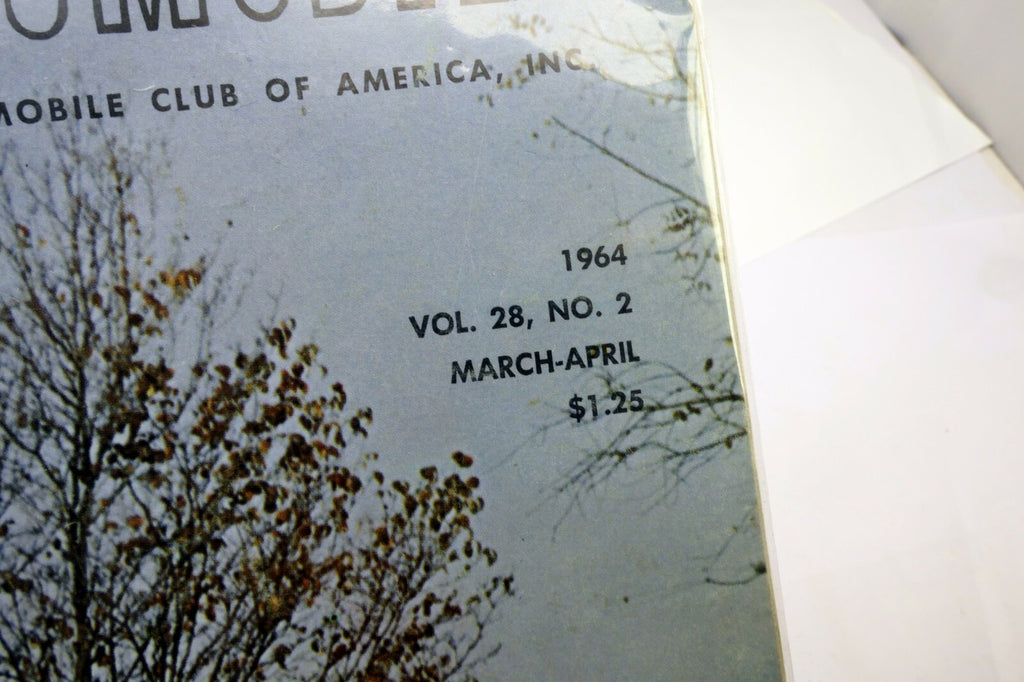 MOBILE CLUB OF AMERICA, INC.
1964
VOL. 28, NO. 2
MARCH-APRIL
$1.25